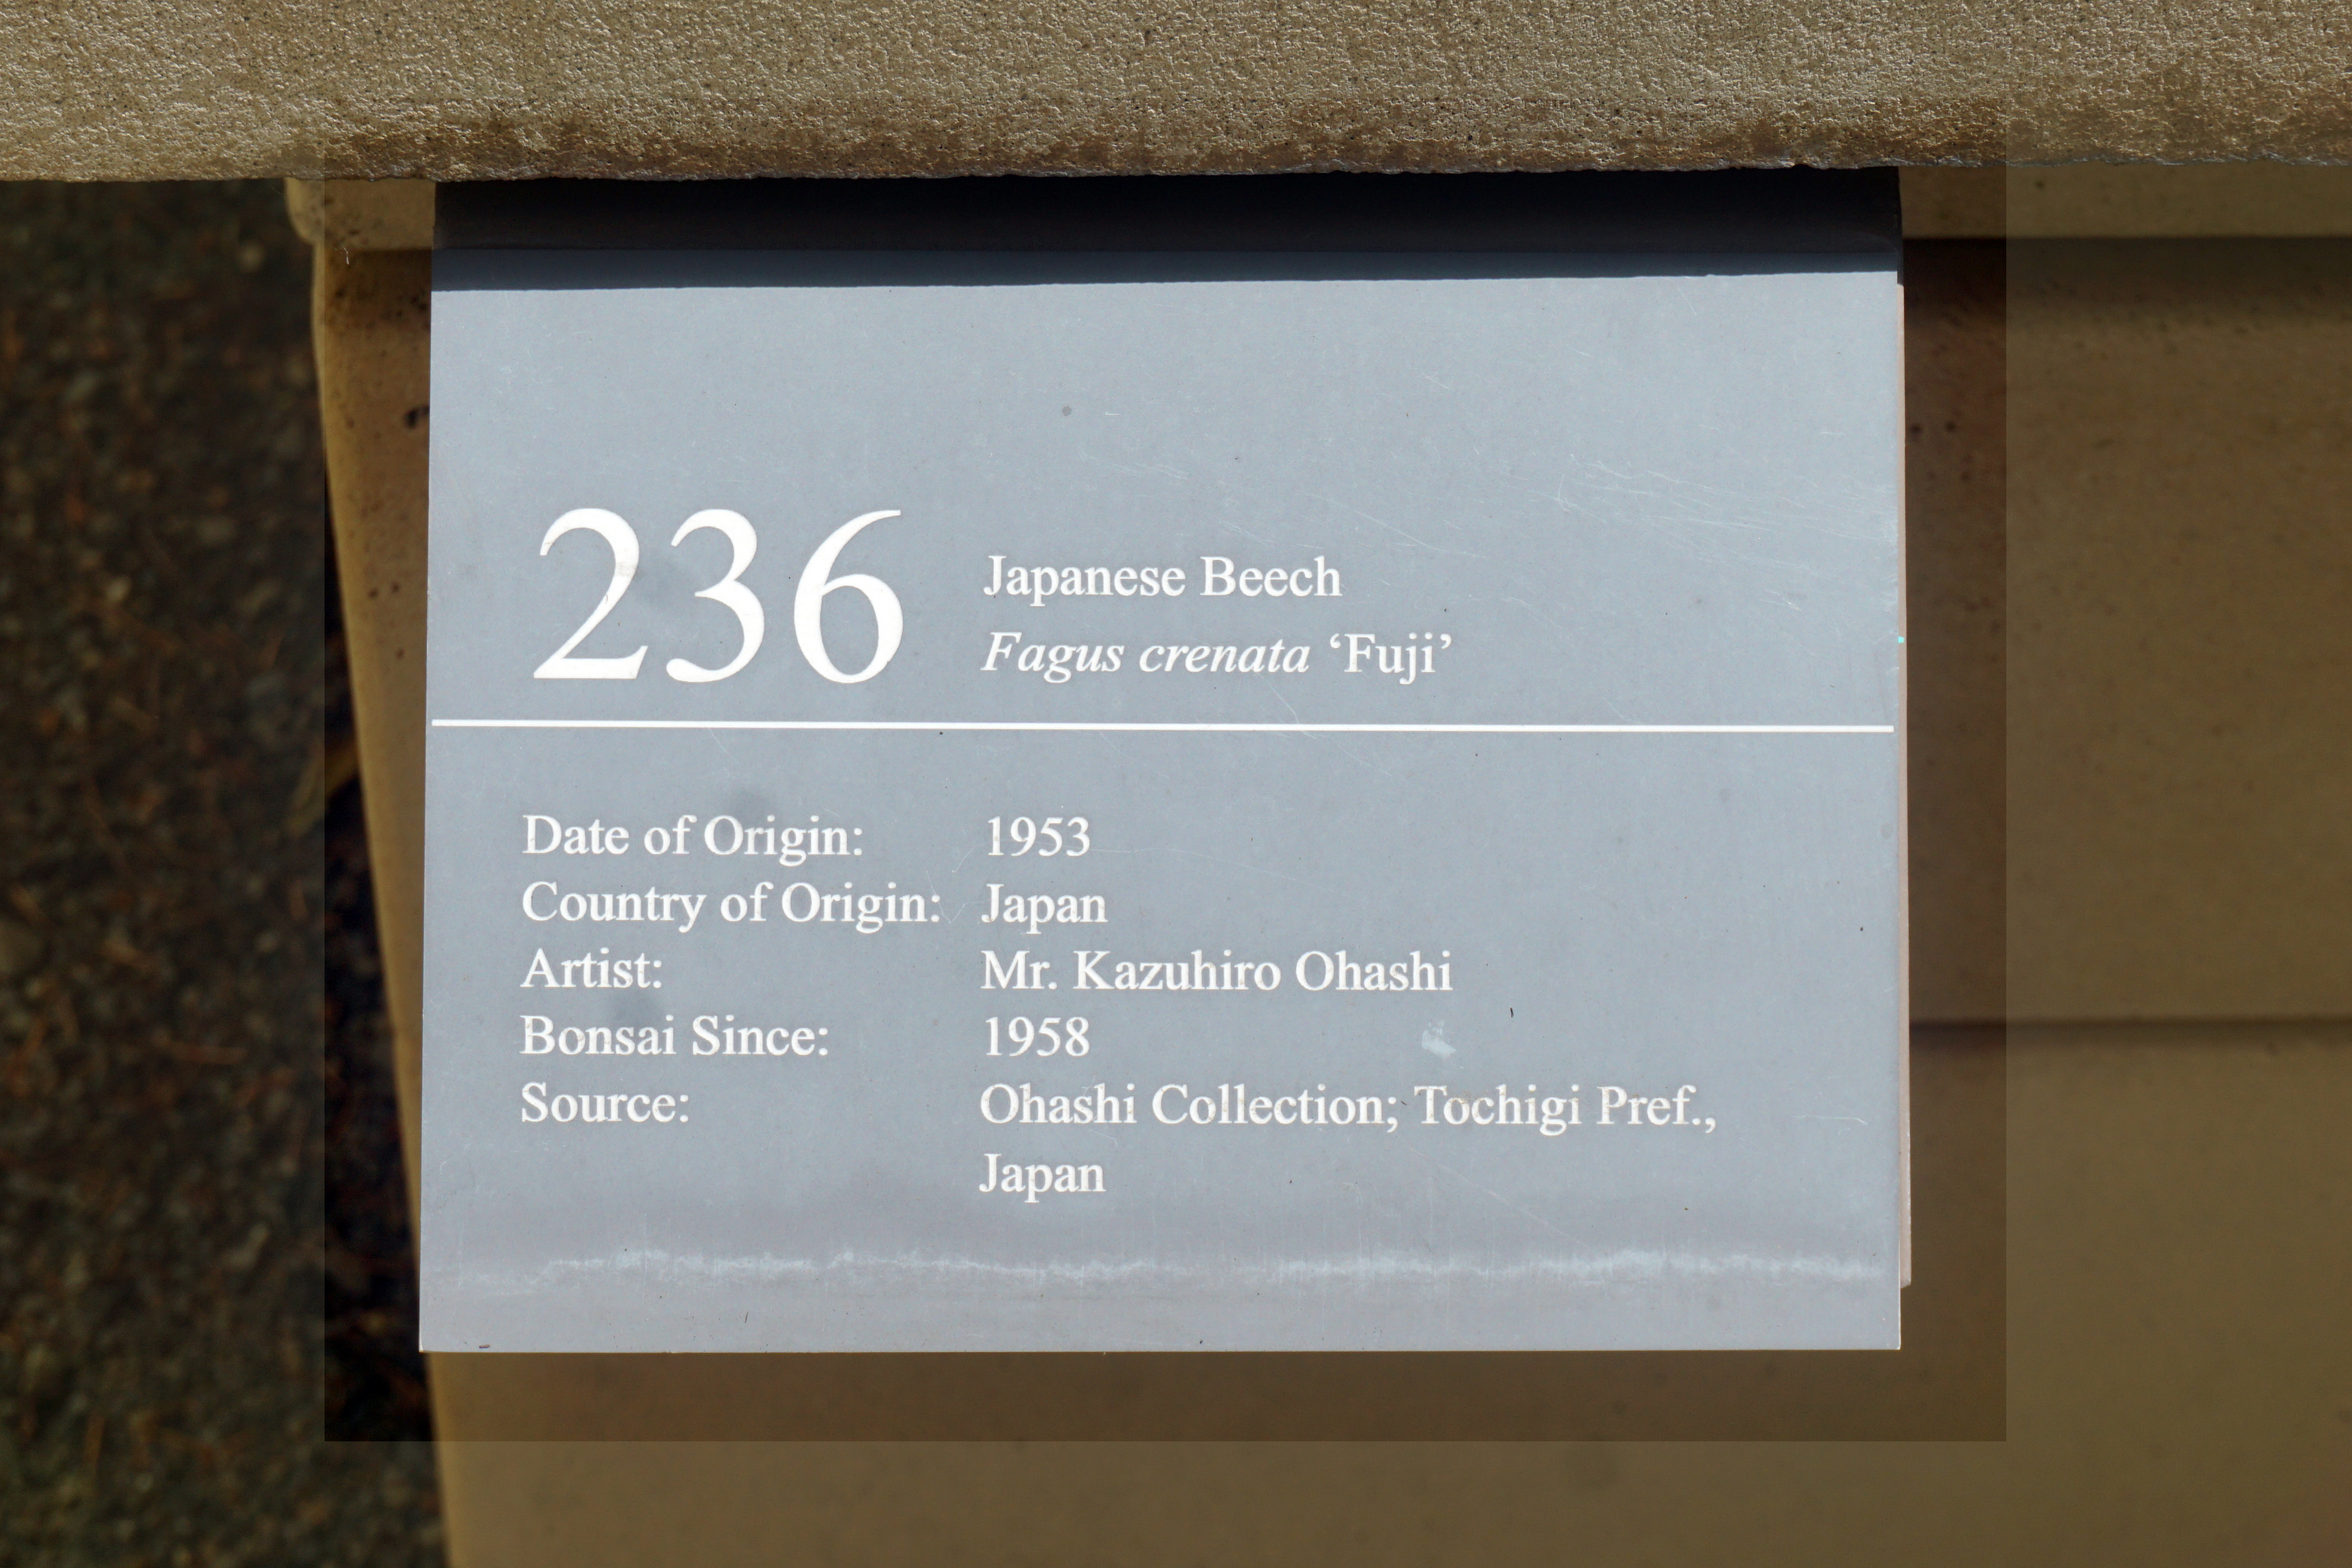 236 Japanese Beech
Fagus crenata ‘Fuji’
Date of Origin: 1953
Country of Origin: Japan
Artist: Mr. Kazuhiro Ohashi
Bonsai Since: 1958
Source: Ohashi Collection; Tochigi Pref.,
Japan